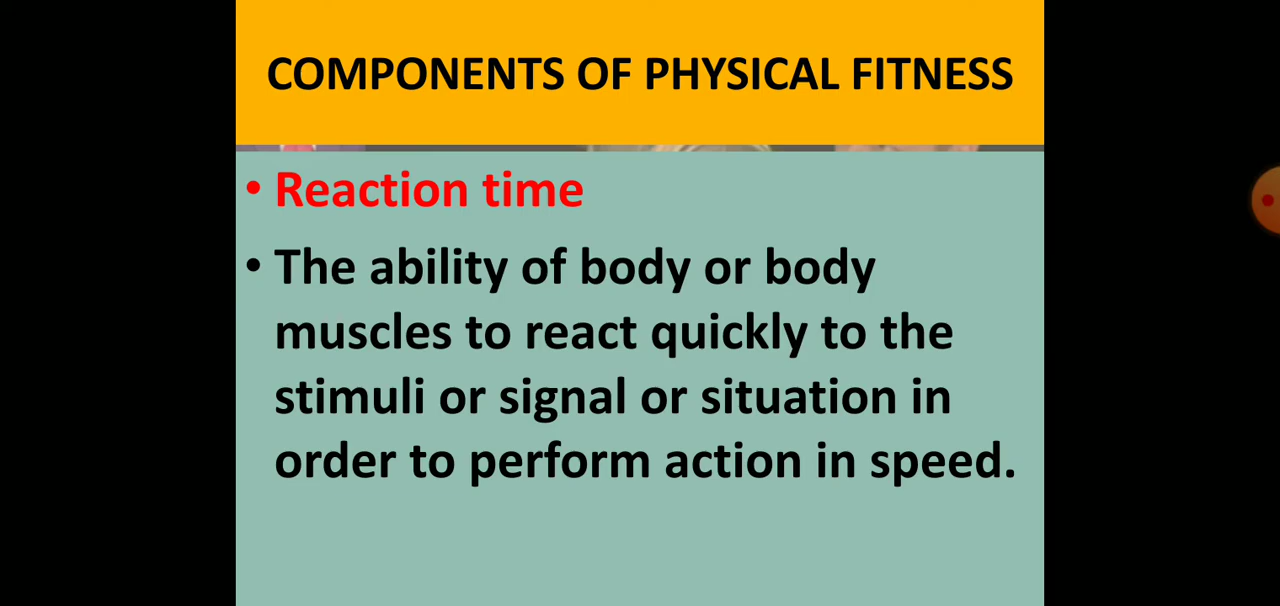 COMPONENTS OF PHYSICAL FITNESS
• Reaction time
• The ability of body or body
muscles to react quickly to the
stimuli or signal or situation in
order to perform action in speed.